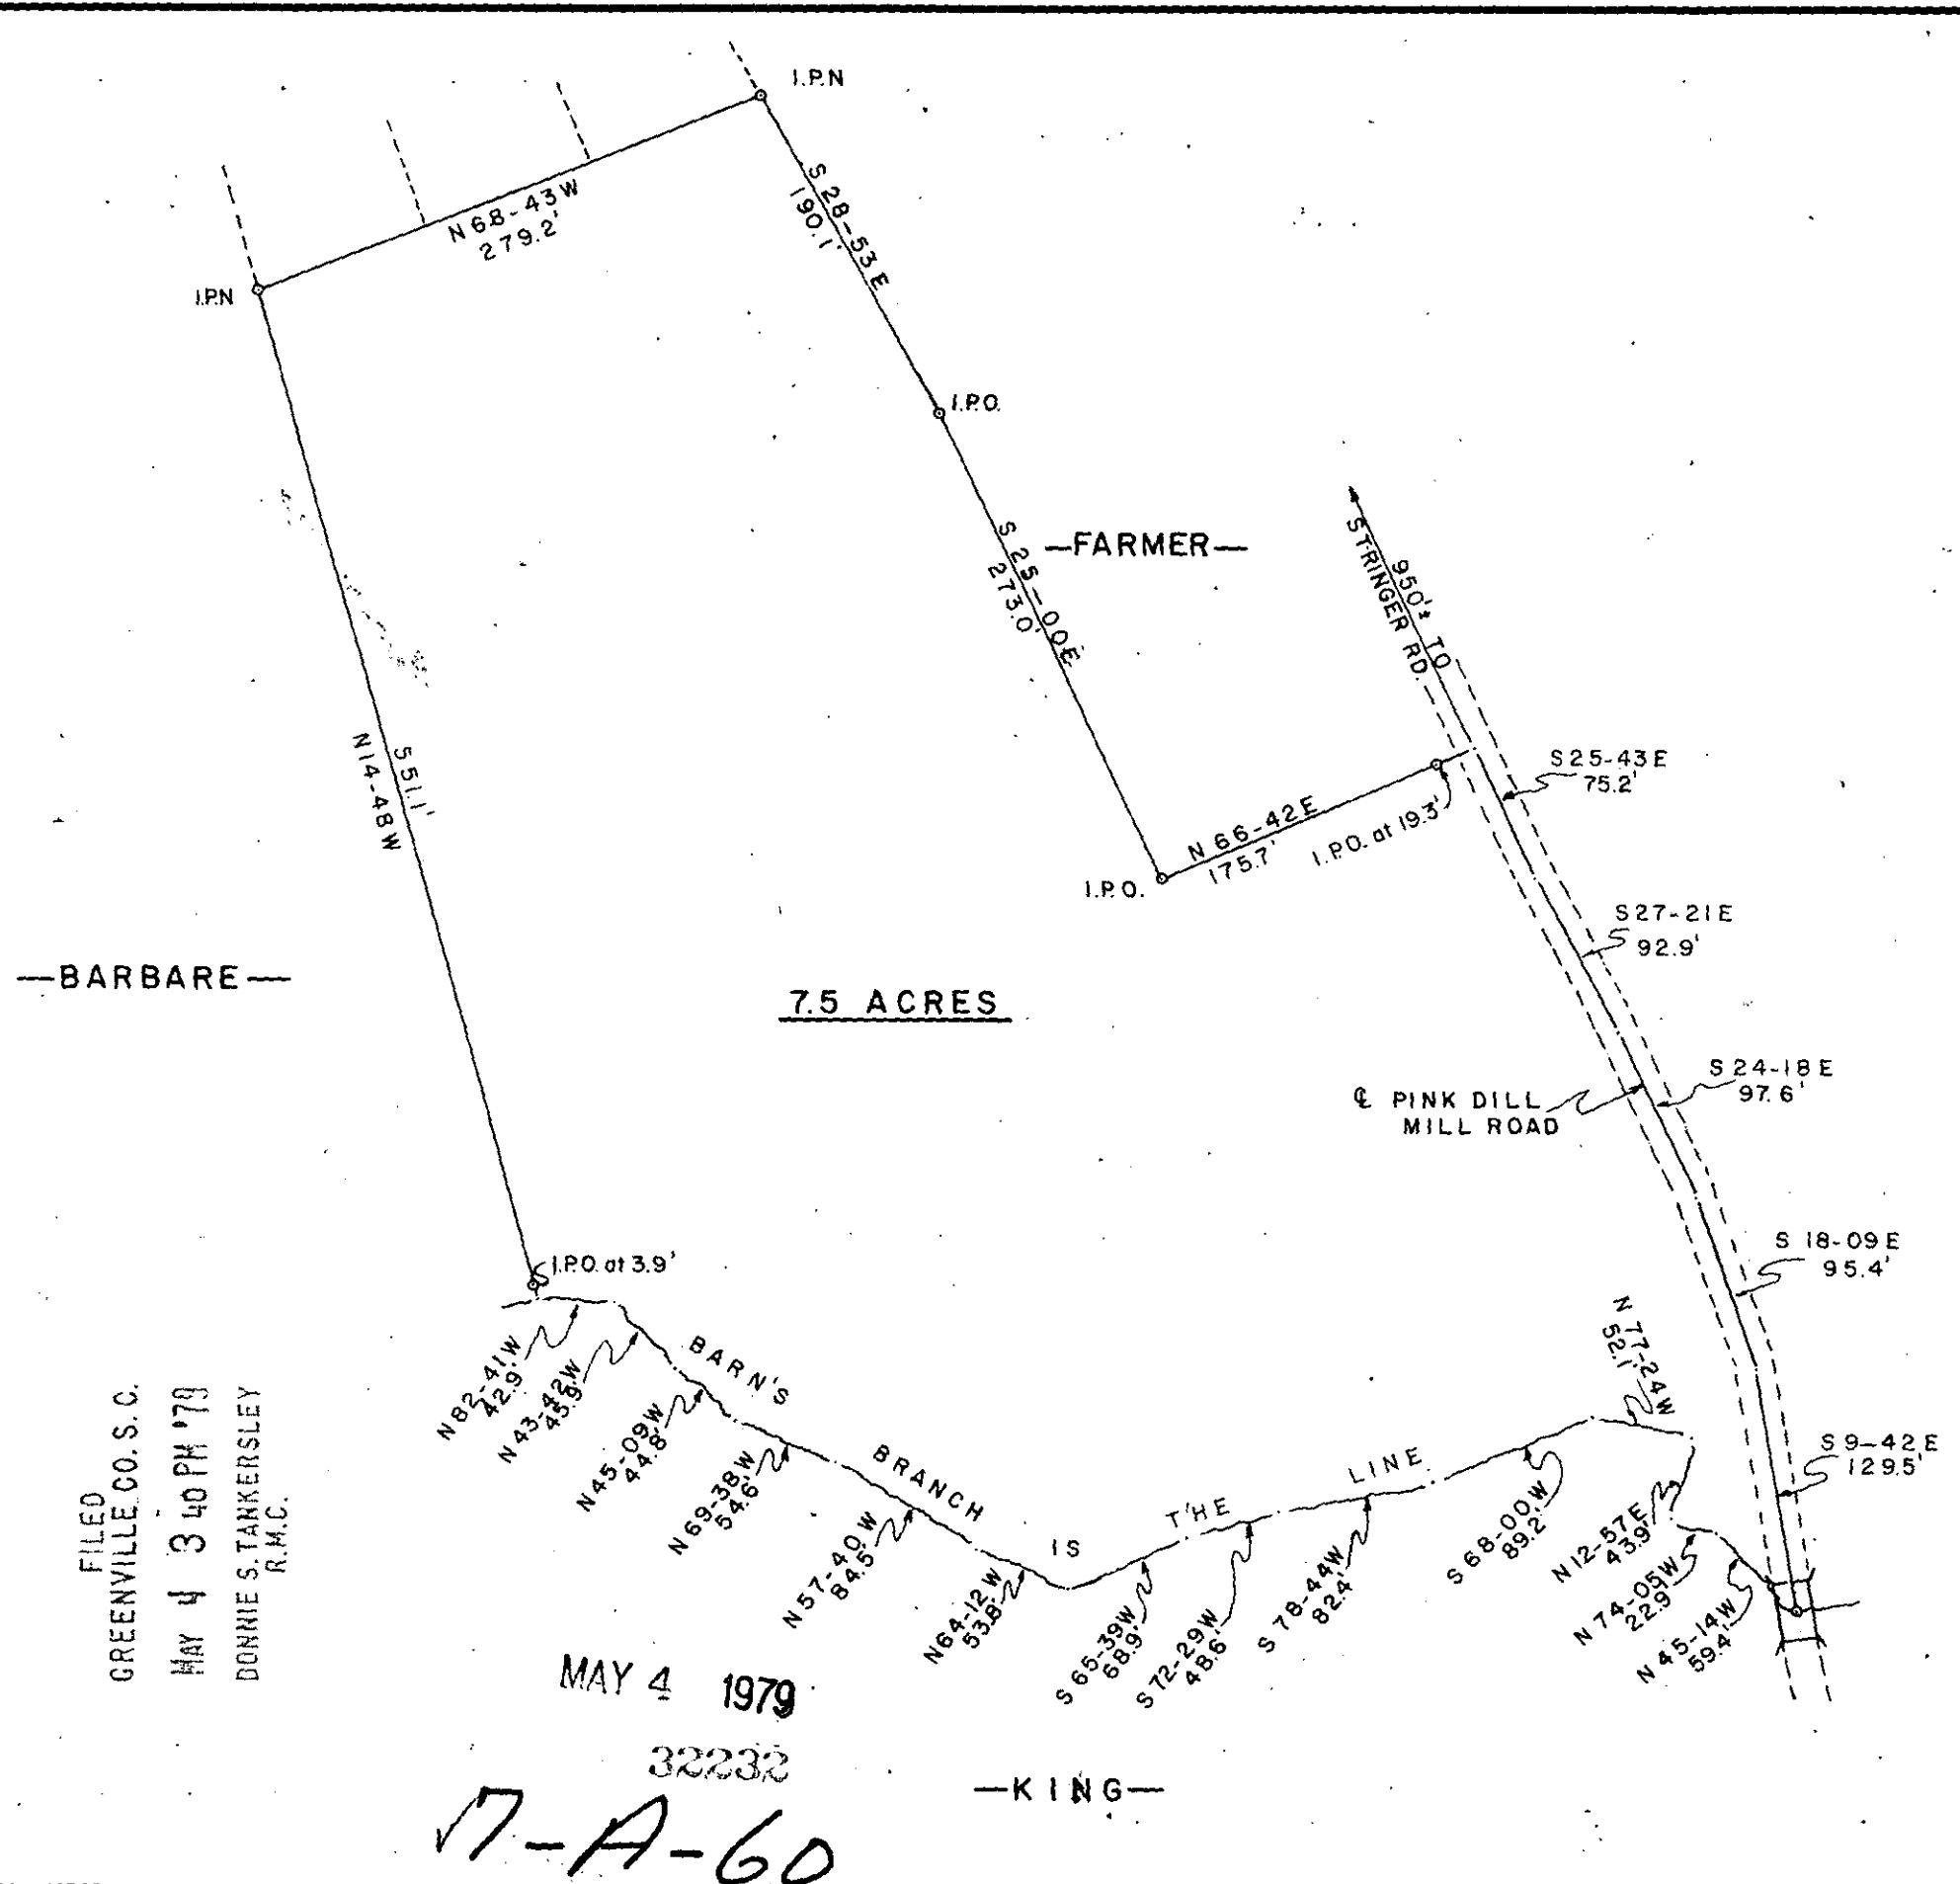 I.P.N
N 68-43 W
279.2'
I.P.N
S 28-53 E
190.1'
I.P.O.
S 25-00 E
273.0'
—FARMER—
950'± TO
STRINGER RD.
S 25-43 E
75.2'
N 66-42 E
175.7'
I.P.O. at 19.3'
I.P.O.
551.1'
N 14-48 W
S 27-21 E
92.9'
—BARBARE—
7.5 ACRES
S 24-18 E
97.6'
℄ PINK DILL
MILL ROAD
S 18-09 E
95.4'
I.P.O. at 3.9'
N 77-24 W
52.1'
S 9-42 E
129.5'
BARN'S
BRANCH
IS
THE
LINE
N 82-41 W
42.9'
N 43-42 W
45.9'
N 45-09 W
44.8'
N 69-38 W
54.6'
N 57-40 W
84.5'
N 64-12 W
53.8'
S 65-39 W
68.9'
S 72-29 W
48.6'
S 78-44 W
82.4'
S 68-00 W
89.2'
N 12-57 E
43.9'
N 74-05 W
22.9'
N 45-14 W
59.4'
FILED
GREENVILLE CO. S. C.
MAY 4 3 40 PM '79
DONNIE S. TANKERSLEY
R.M.C.
MAY 4 1979
32232
—KING—
7-A-60